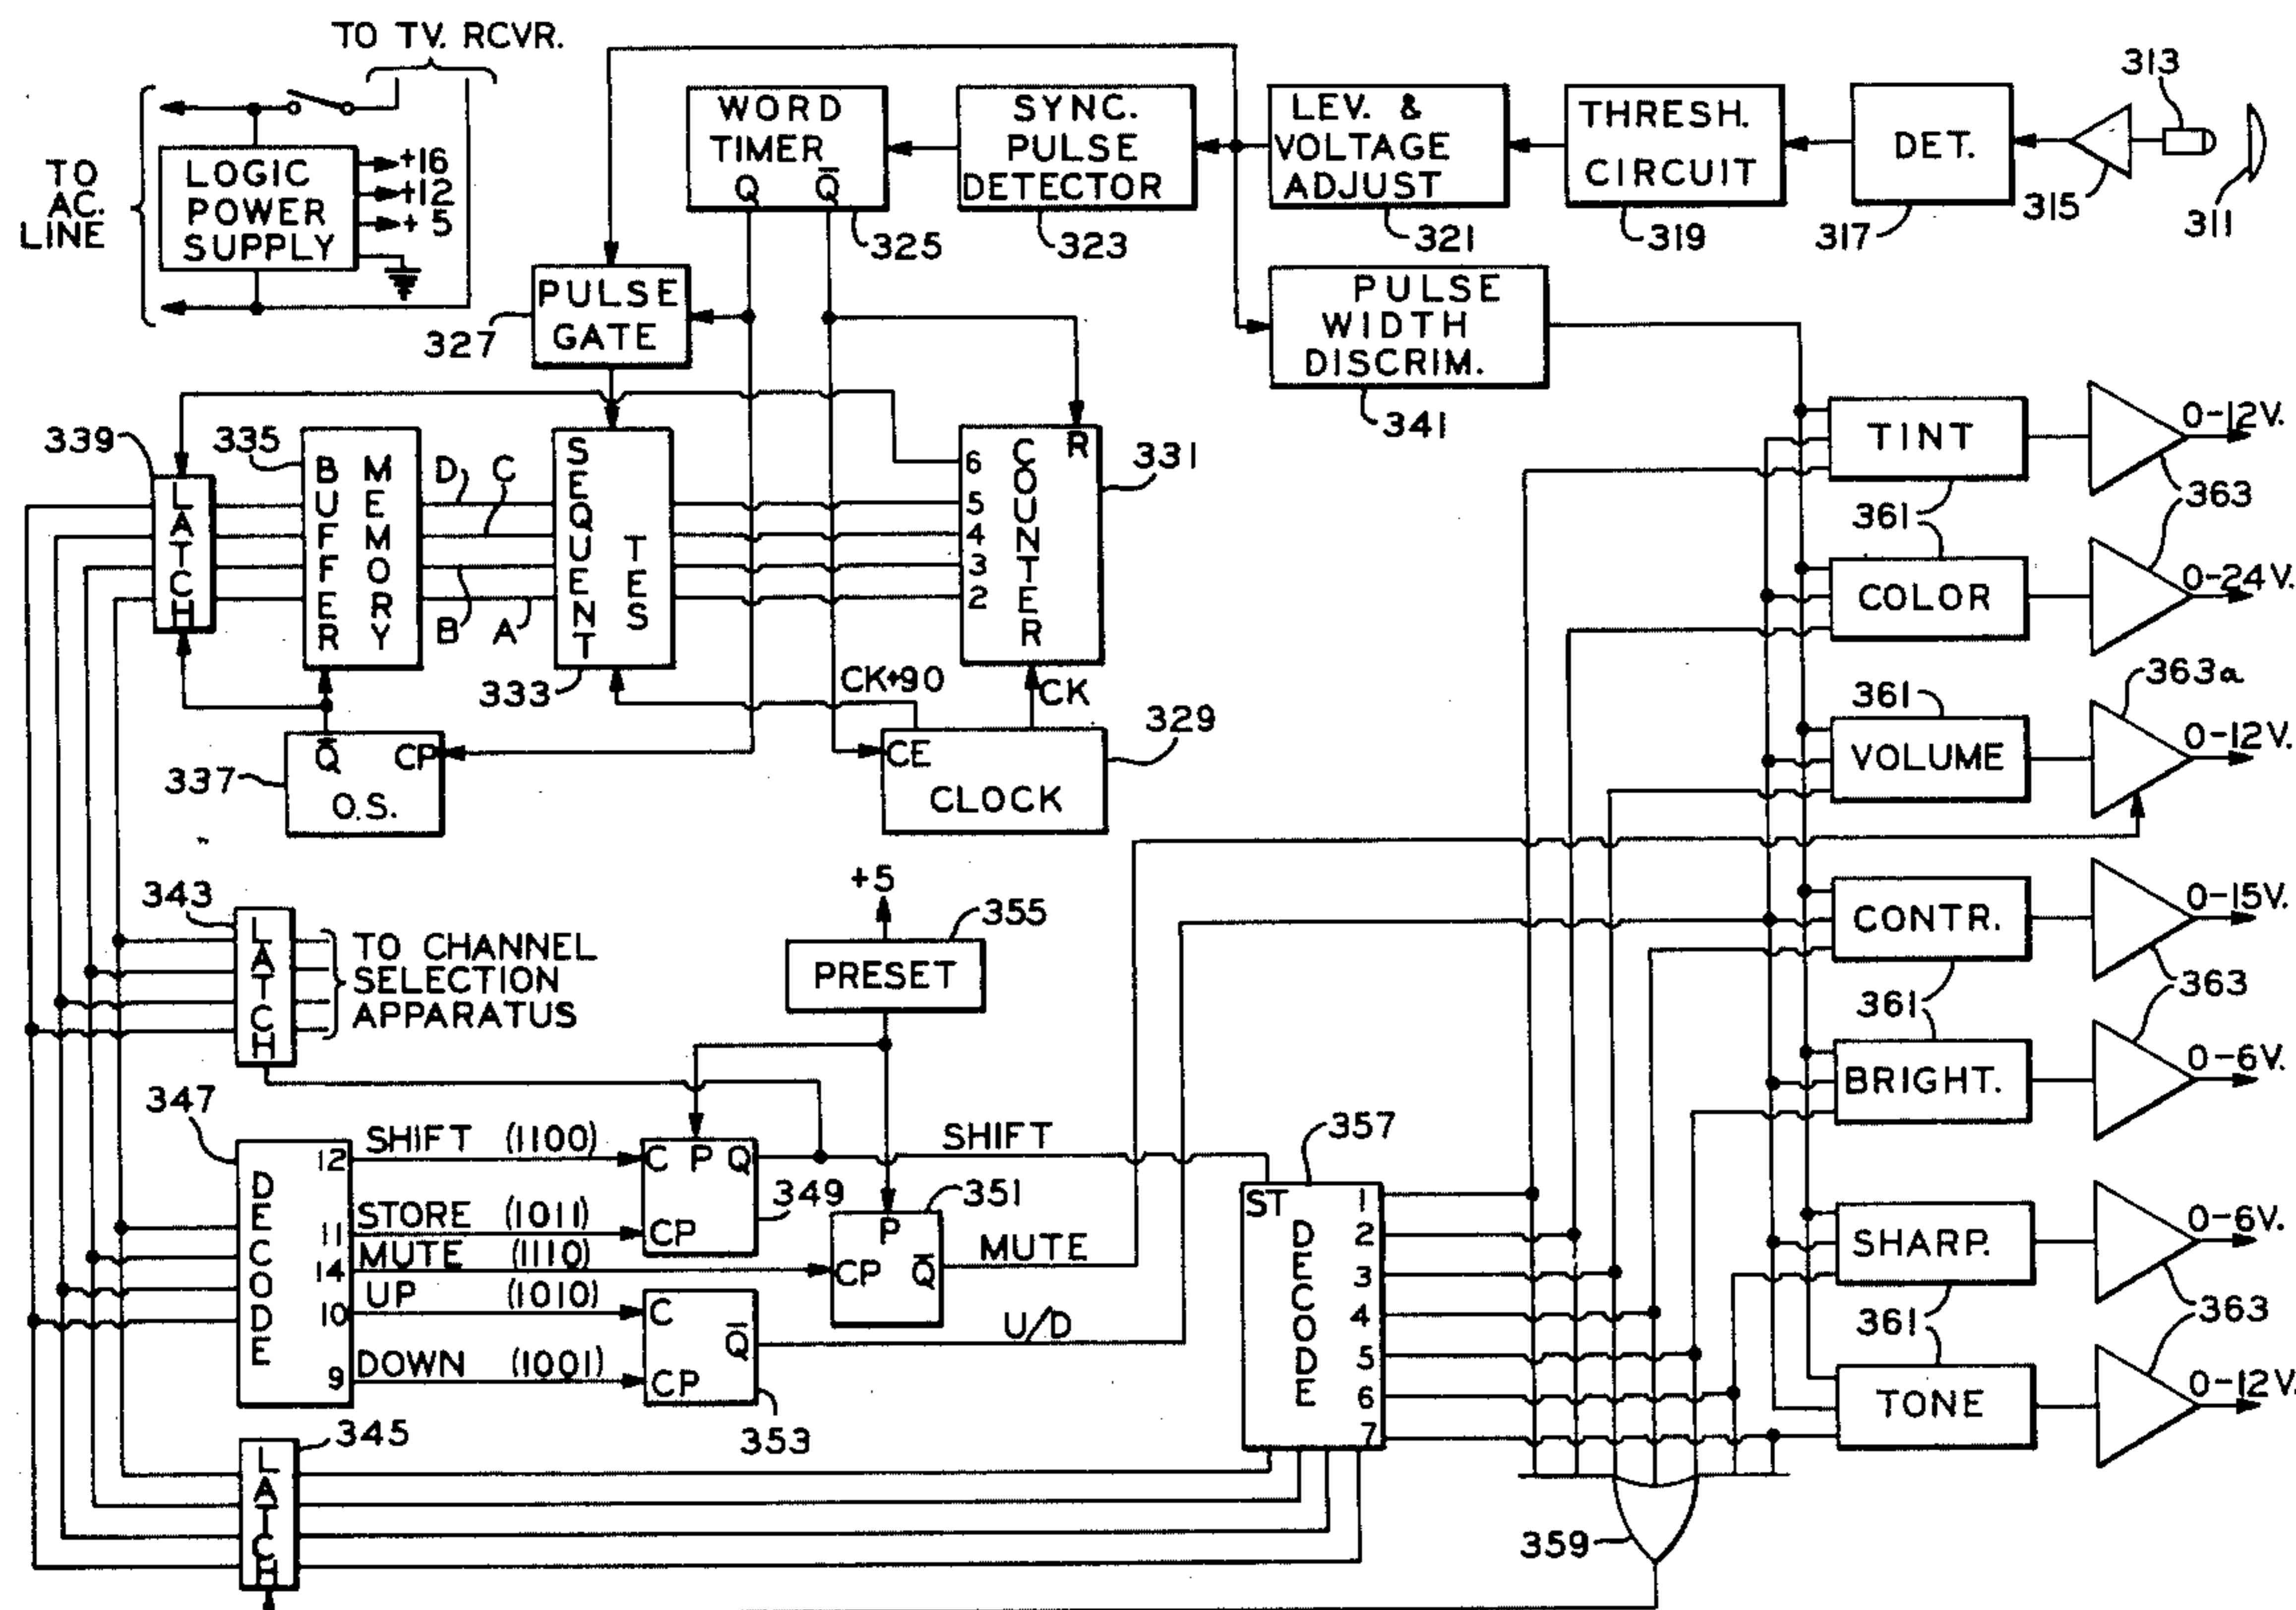 TO TV. RCVR.
TO
AC.
LINE
LOGIC
POWER
SUPPLY
+16
+12
+ 5
WORD
TIMER
Q Q̅
325
SYNC.
PULSE
DETECTOR
323
LEV. &
VOLTAGE
ADJUST
321
THRESH.
CIRCUIT
319
DET.
317
315
313
311
PULSE
GATE
327
PULSE
WIDTH
DISCRIM.
341
339
LATCH
335
BUFFER
MEMORY
D C
B A
SEQUENT
TES
333
6
5
4
3
2
COUNTER
R
331
CK+90
CK
Q̅ CP
O.S.
337
CE
CLOCK
329
TINT
361
0-12V.
363
COLOR
0-24V.
361
VOLUME
363a
0-12V.
CONTR.
361
0-15V.
363
BRIGHT.
0-6V.
SHARP.
361
0-6V.
363
TONE
0-12V.
343
LATCH
TO CHANNEL
SELECTION
APPARATUS
+5
PRESET
355
347
DECODE
12
11
14
10
9
SHIFT (1100)
STORE (1011)
MUTE (1110)
UP (1010)
DOWN (1001)
C P Q
CP
349
351
P
CP Q̅
C
Q̅
CP
353
SHIFT
MUTE
U/D
357
ST
DECODE
1
2
3
4
5
6
7
345
LATCH
359